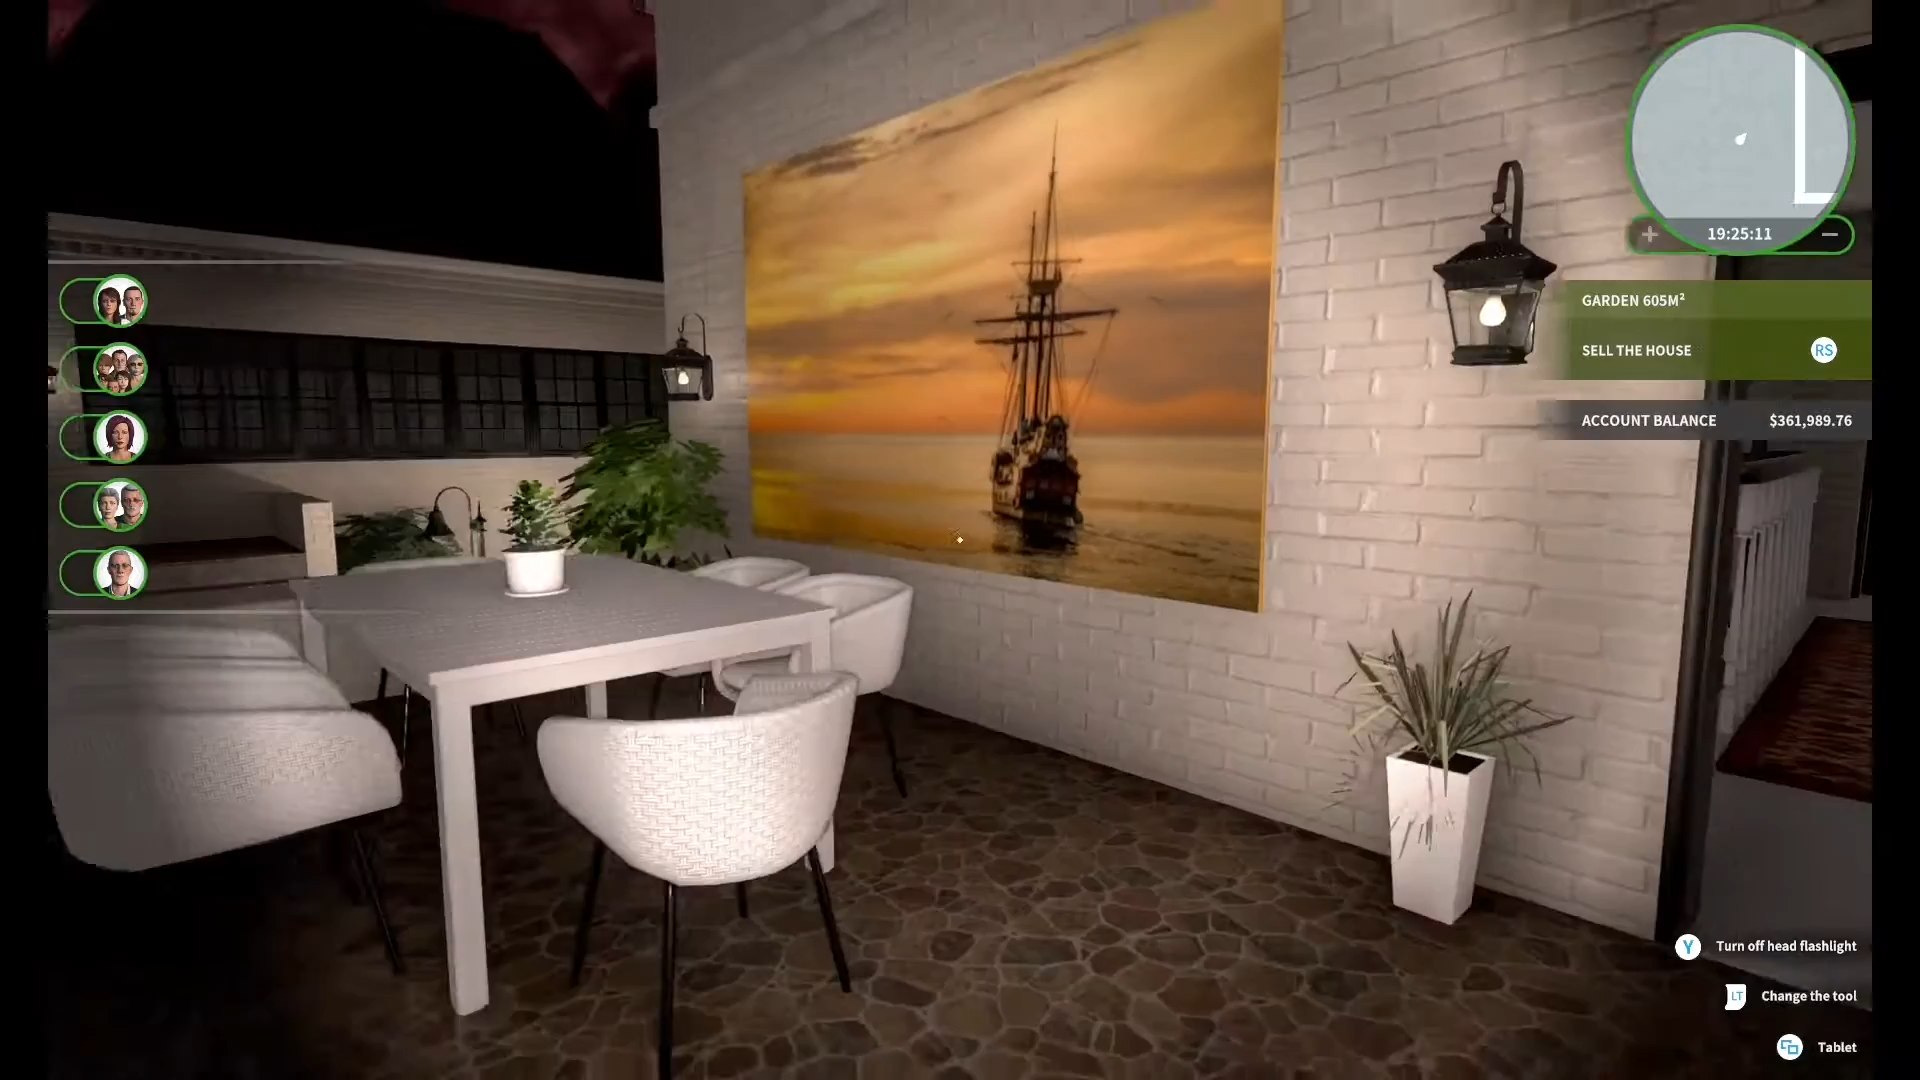 19:25:11
GARDEN 605M²
SELL THE HOUSE RS
ACCOUNT BALANCE $361,989.76
Y Turn off head flashlight
LT Change the tool
Tablet